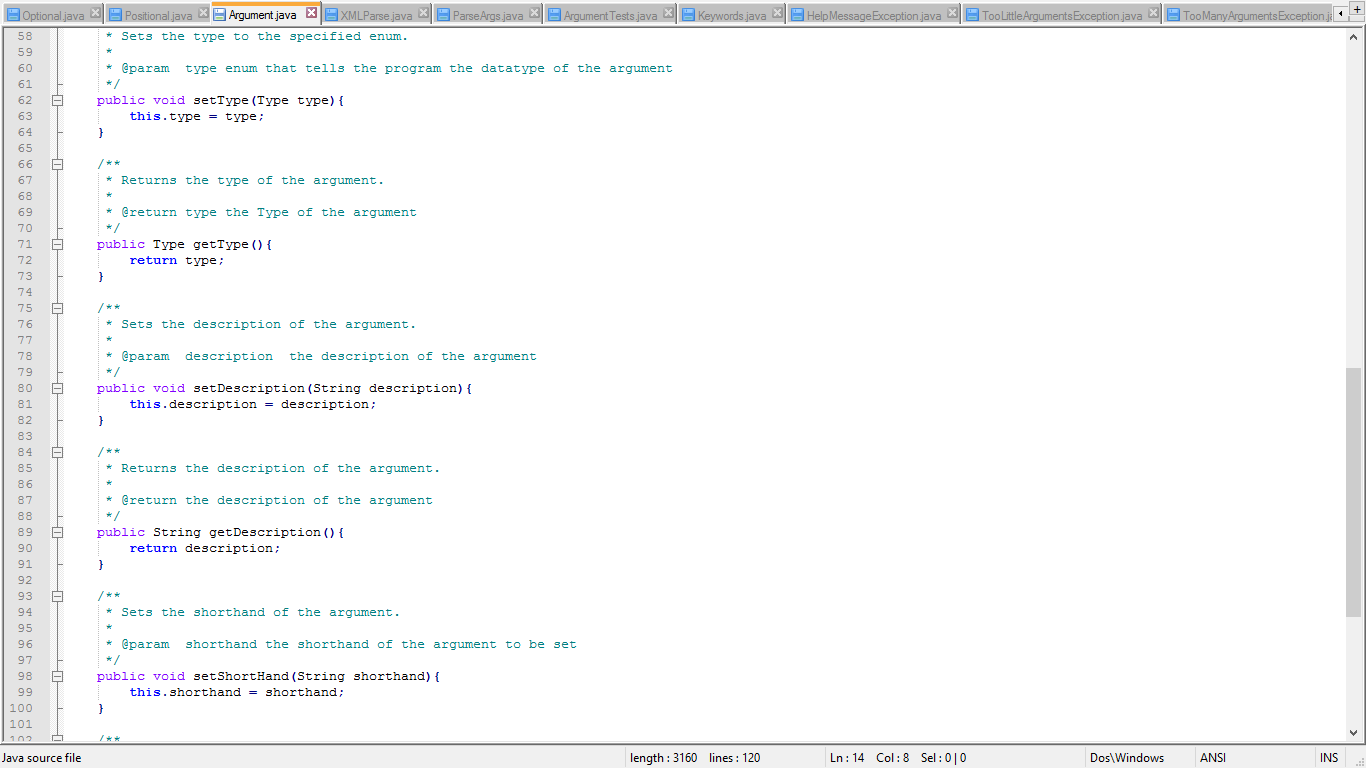 Optional.java Positional.java Argument.java XMLParse.java ParseArgs.java ArgumentTests.java Keywords.java HelpMessageException.java TooLittleArgumentsException.java TooManyArgumentsException.j
58 * Sets the type to the specified enum.
59 *
60 * @param  type enum that tells the program the datatype of the argument
61 */
62 public void setType(Type type){
63 this.type = type;
64 }
65
66 /**
67 * Returns the type of the argument.
68 *
69 * @return type the Type of the argument
70 */
71 public Type getType(){
72 return type;
73 }
74
75 /**
76 * Sets the description of the argument.
77 *
78 * @param  description  the description of the argument
79 */
80 public void setDescription(String description){
81 this.description = description;
82 }
83
84 /**
85 * Returns the description of the argument.
86 *
87 * @return the description of the argument
88 */
89 public String getDescription(){
90 return description;
91 }
92
93 /**
94 * Sets the shorthand of the argument.
95 *
96 * @param  shorthand the shorthand of the argument to be set
97 */
98 public void setShortHand(String shorthand){
99 this.shorthand = shorthand;
100 }
101
102 /**
Java source file length : 3160 lines : 120 Ln : 14 Col : 8 Sel : 0 | 0 Dos\Windows ANSI INS